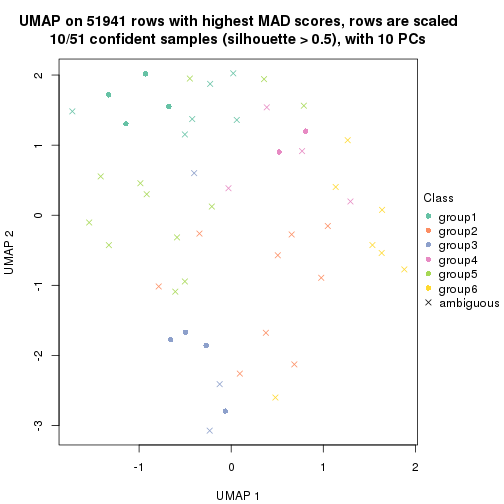 UMAP on 51941 rows with highest MAD scores, rows are scaled
10/51 confident samples (silhouette > 0.5), with 10 PCs
2
1
0
-1
-2
-3
UMAP 2
-1
0
1
2
UMAP 1
Class
group1
group2
group3
group4
group5
group6
ambiguous